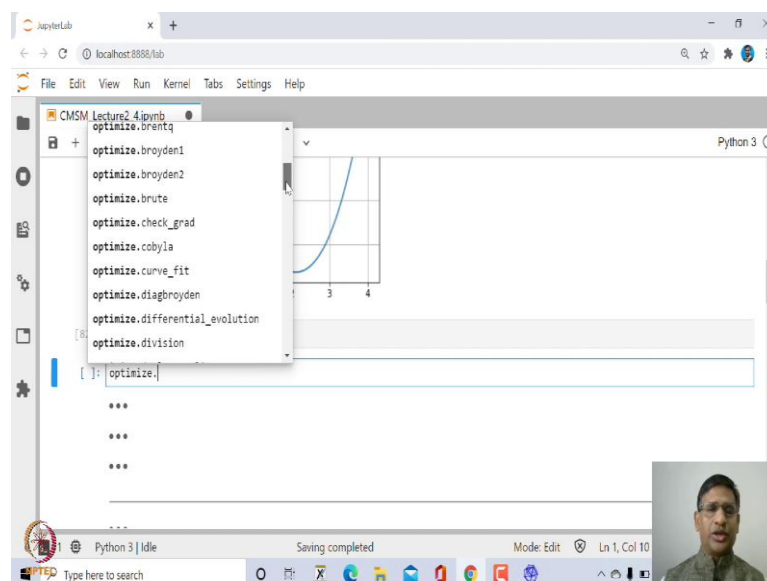 JupyterLab
localhost:8888/lab
File Edit View Run Kernel Tabs Settings Help
CMSM_Lecture2_4.ipynb
Python 3
optimize.brentq
optimize.broyden1
optimize.broyden2
optimize.brute
optimize.check_grad
optimize.cobyla
optimize.curve_fit
optimize.diagbroyden
optimize.differential_evolution
optimize.division
3 4
[ ]: optimize.
Python 3 | Idle Saving completed Mode: Edit Ln 1, Col 10
Type here to search